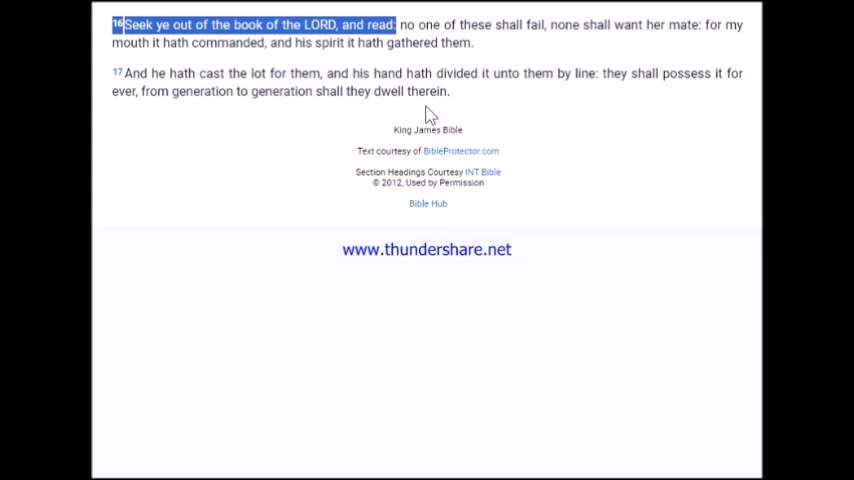 16Seek ye out of the book of the LORD, and read: no one of these shall fail, none shall want her mate: for my
mouth it hath commanded, and his spirit it hath gathered them.
17And he hath cast the lot for them, and his hand hath divided it unto them by line: they shall possess it for
ever, from generation to generation shall they dwell therein.
King James Bible
Text courtesy of BibleProtector.com
Section Headings Courtesy INT Bible
© 2012, Used by Permission
Bible Hub
www.thundershare.net